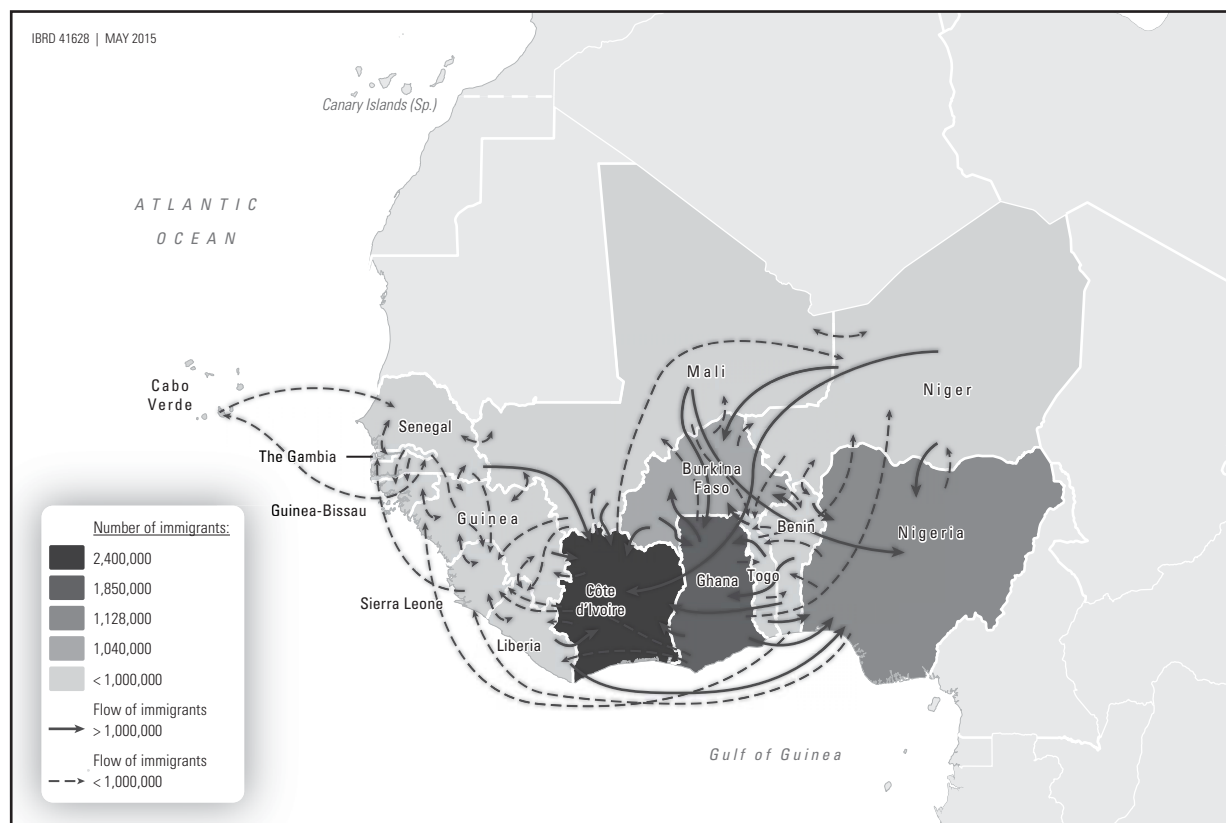 IBRD 41628 | MAY 2015
Canary Islands (Sp.)
ATLANTIC
OCEAN
Cabo
Verde
Mali
Niger
Senegal
The Gambia
Burkina
Faso
Guinea-Bissau
Guinea
Benin
Nigeria
Sierra Leone
Côte
d'Ivoire
Ghana
Togo
Liberia
Gulf of Guinea
Number of immigrants:
2,400,000
1,850,000
1,128,000
1,040,000
< 1,000,000
Flow of immigrants
> 1,000,000
Flow of immigrants
< 1,000,000